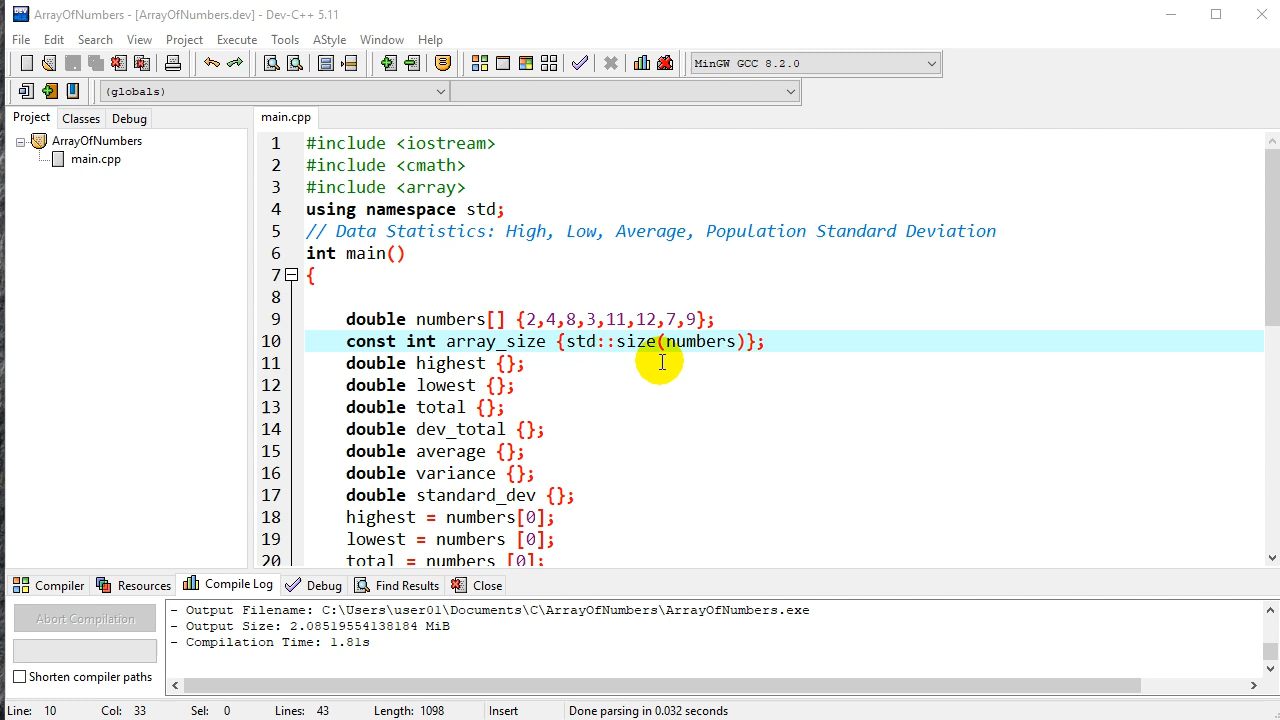 ArrayOfNumbers - [ArrayOfNumbers.dev] - Dev-C++ 5.11
File Edit Search View Project Execute Tools AStyle Window Help
MinGW GCC 8.2.0
(globals)
Project Classes Debug
main.cpp
ArrayOfNumbers
main.cpp
1 #include <iostream>
2 #include <cmath>
3 #include <array>
4 using namespace std;
5 // Data Statistics: High, Low, Average, Population Standard Deviation
6 int main()
7 {
8
9 double numbers[] {2,4,8,3,11,12,7,9};
10 const int array_size {std::size(numbers)};
11 double highest {};
12 double lowest {};
13 double total {};
14 double dev_total {};
15 double average {};
16 double variance {};
17 double standard_dev {};
18 highest = numbers[0];
19 lowest = numbers [0];
20 total = numbers [0];
Compiler Resources Compile Log Debug Find Results Close
Abort Compilation
Shorten compiler paths
- Output Filename: C:\Users\user01\Documents\C\ArrayOfNumbers\ArrayOfNumbers.exe
- Output Size: 2.08519554138184 MiB
- Compilation Time: 1.81s
Line: 10 Col: 33 Sel: 0 Lines: 43 Length: 1098 Insert Done parsing in 0.032 seconds